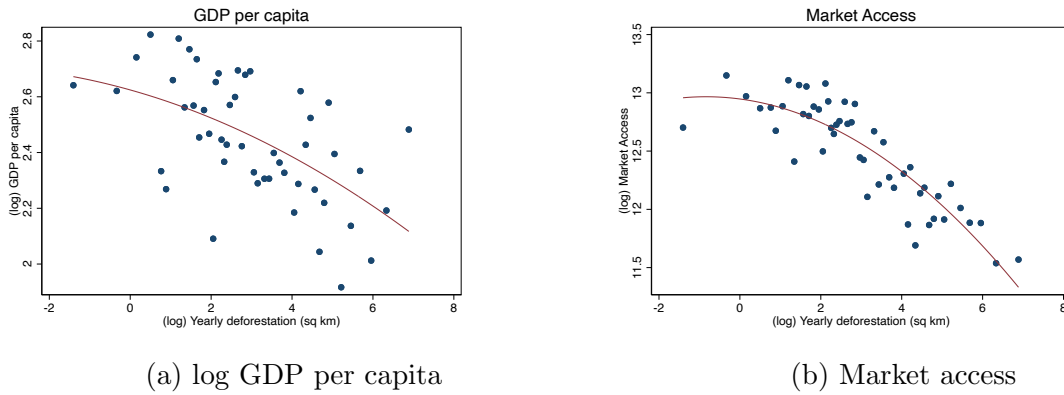 GDP per capita
(log) GDP per capita
2.8
2.6
2.4
2.2
2
-2 0 2 4 6 8
(log) Yearly deforestation (sq km)
(a) log GDP per capita
Market Access
(log) Market Access
13.5
13
12.5
12
11.5
-2 0 2 4 6 8
(log) Yearly deforestation (sq km)
(b) Market access